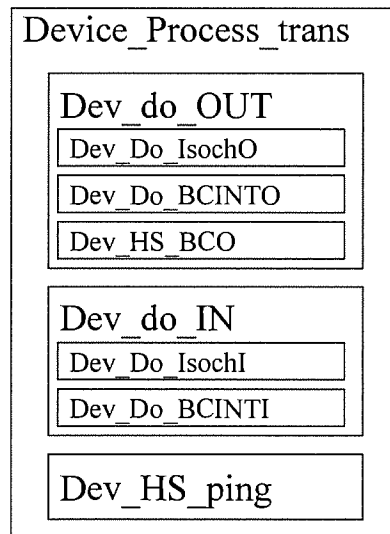 Device_Process_trans
Dev_do_OUT
Dev_Do_IsochO
Dev_Do_BCINTO
Dev_HS_BCO
Dev_do_IN
Dev_Do_IsochI
Dev_Do_BCINTI
Dev_HS_ping